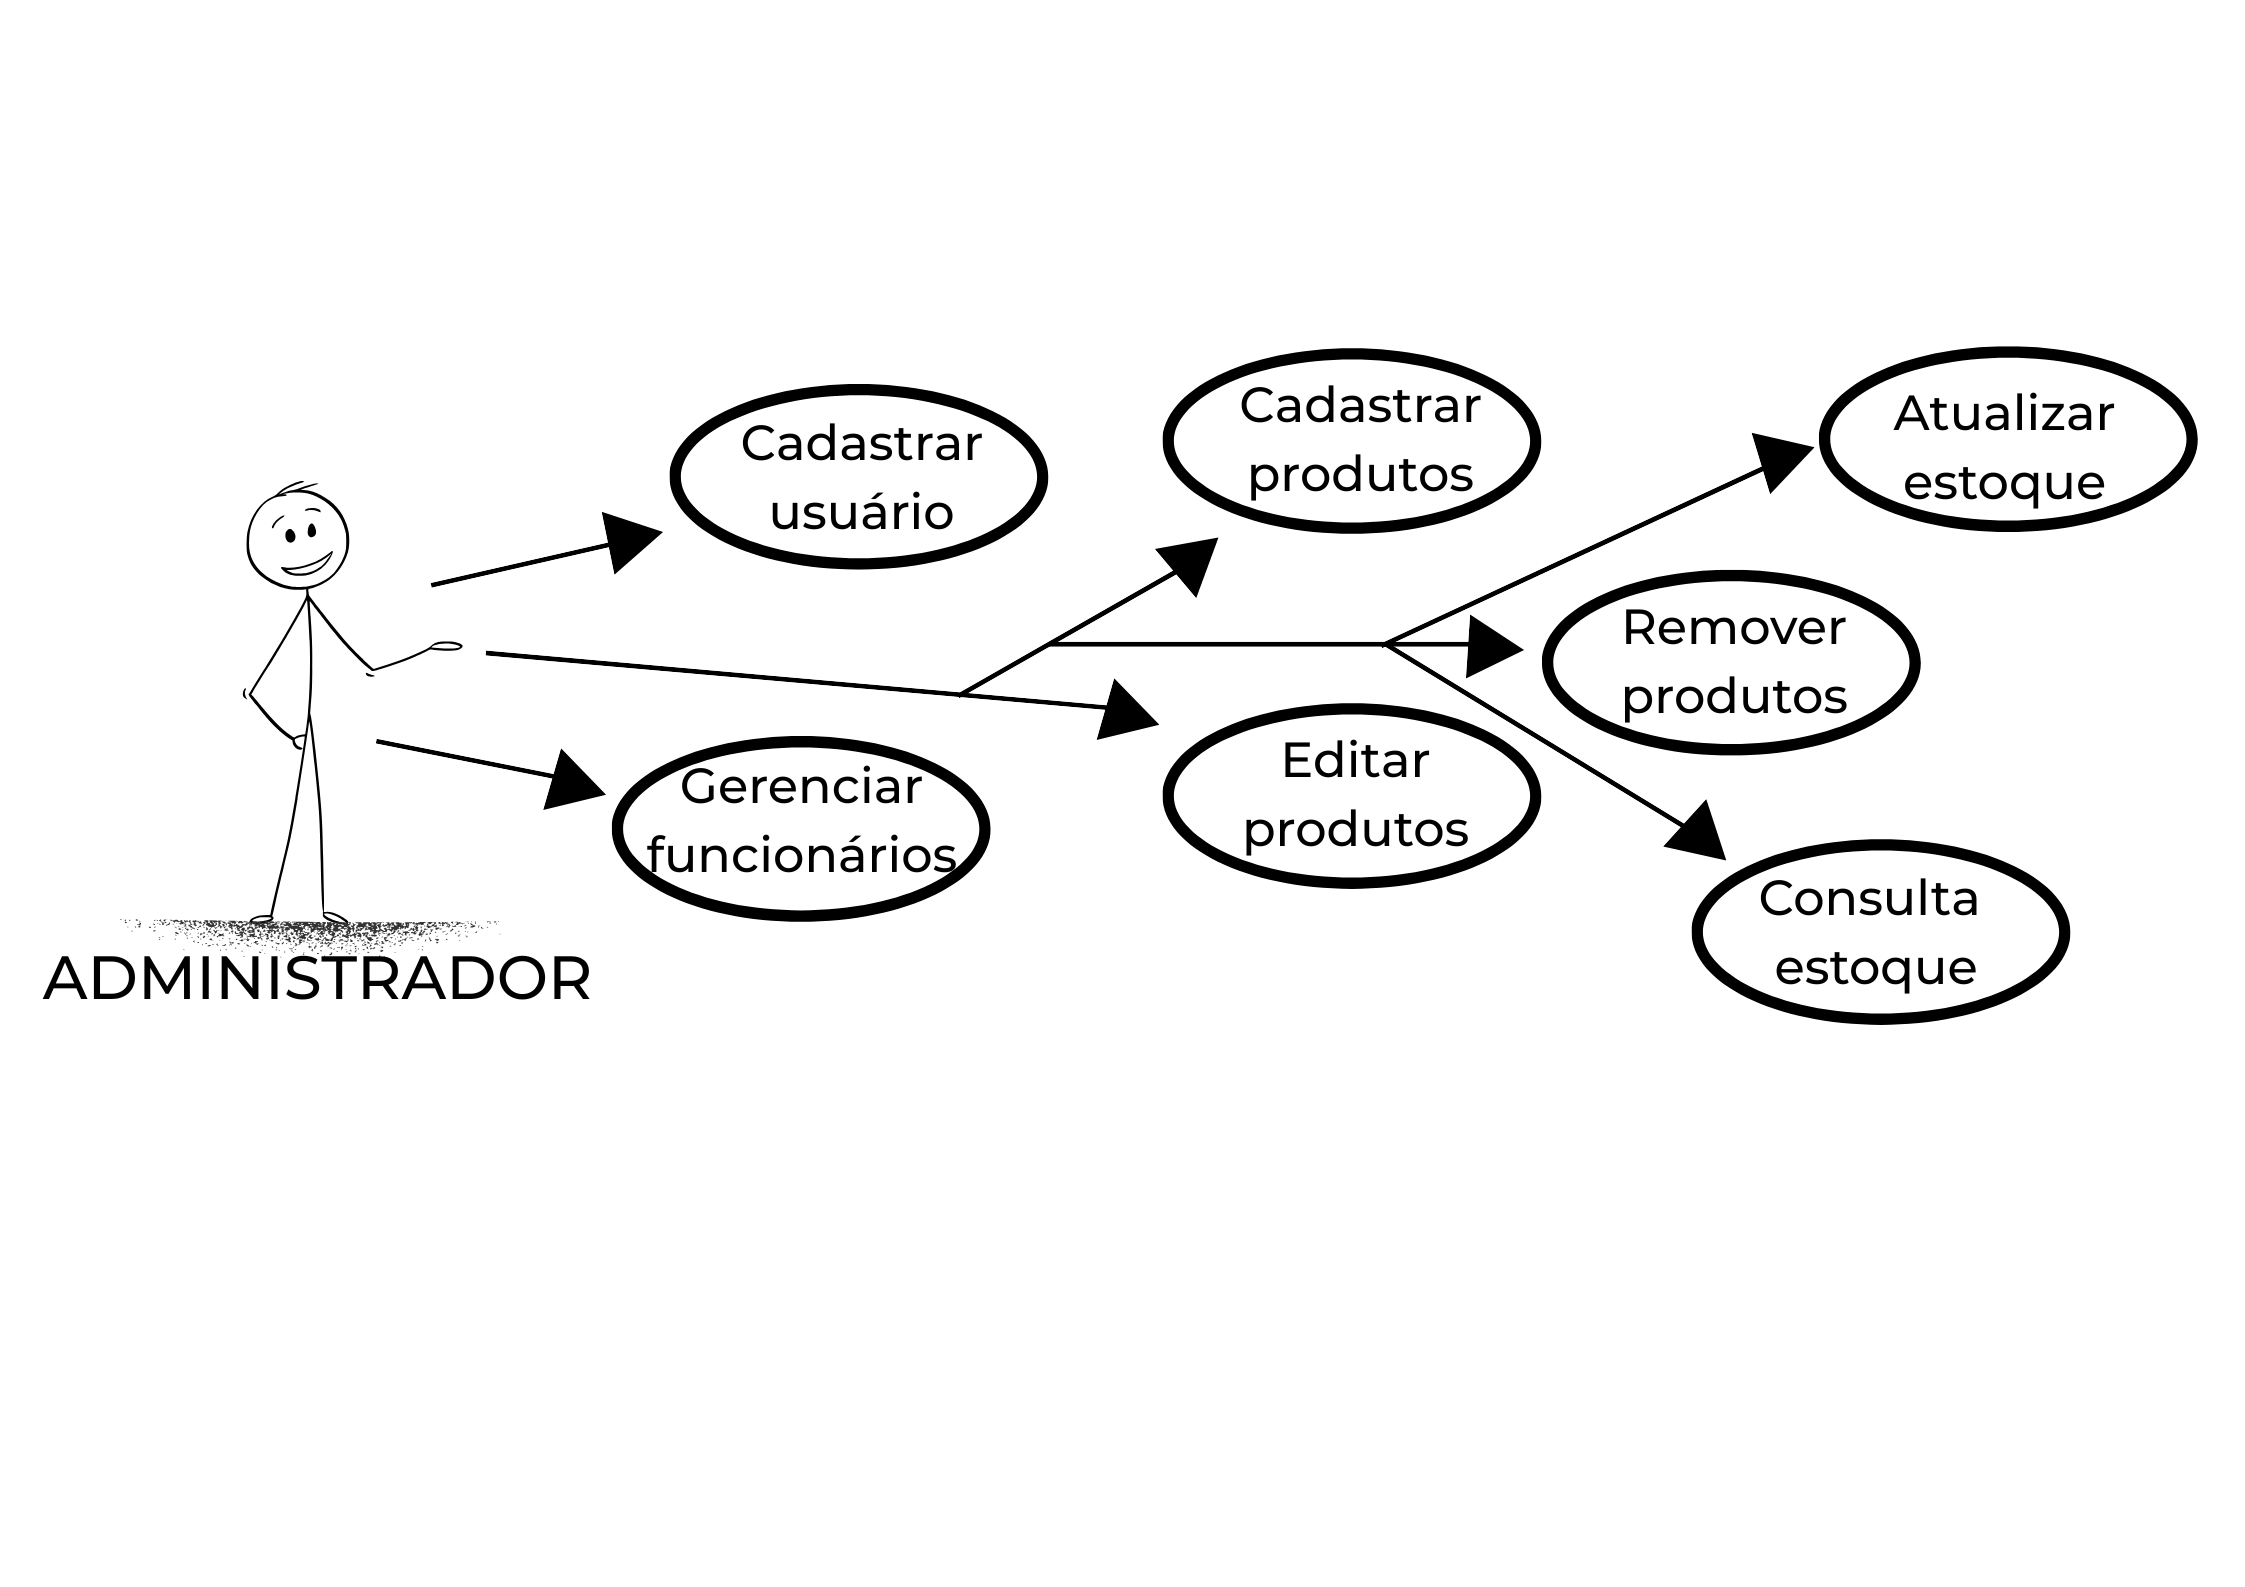 Cadastrar
usuário
Cadastrar
produtos
Atualizar
estoque
Remover
produtos
Gerenciar
funcionários
Editar
produtos
Consulta
estoque
ADMINISTRADOR